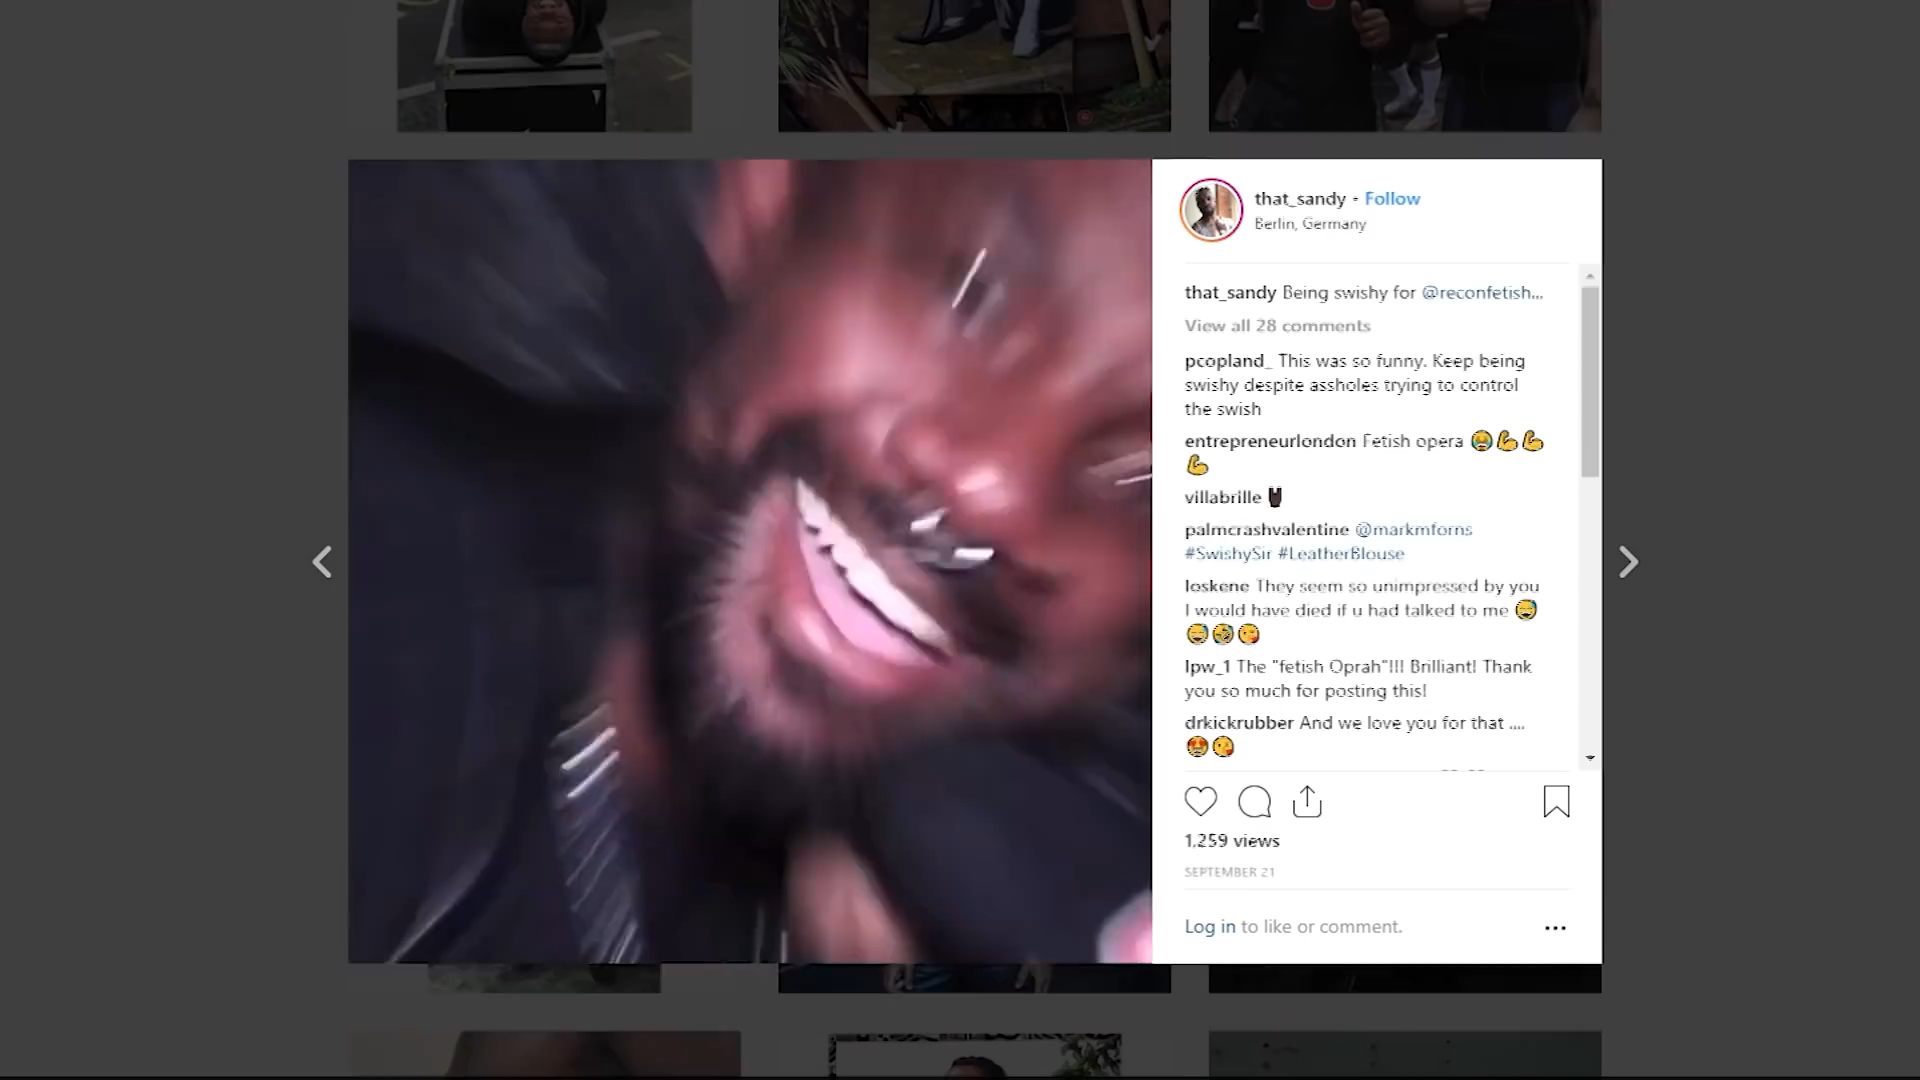 that_sandy • Follow
Berlin, Germany
that_sandy Being swishy for @reconfetish...
View all 28 comments
pcopland_ This was so funny. Keep being
swishy despite assholes trying to control
the swish
entrepreneurlondon Fetish opera 😭💪💪
💪
villabrille 🤘🏿
palmcrashvalentine @markmforns
#SwishySir #LeatherBlouse
loskene They seem so unimpressed by you
I would have died if u had talked to me 😅
😅🤣😘
lpw_1 The "fetish Oprah"!!! Brilliant! Thank
you so much for posting this!
drkickrubber And we love you for that ....
😍😘
1,259 views
SEPTEMBER 21
Log in to like or comment.